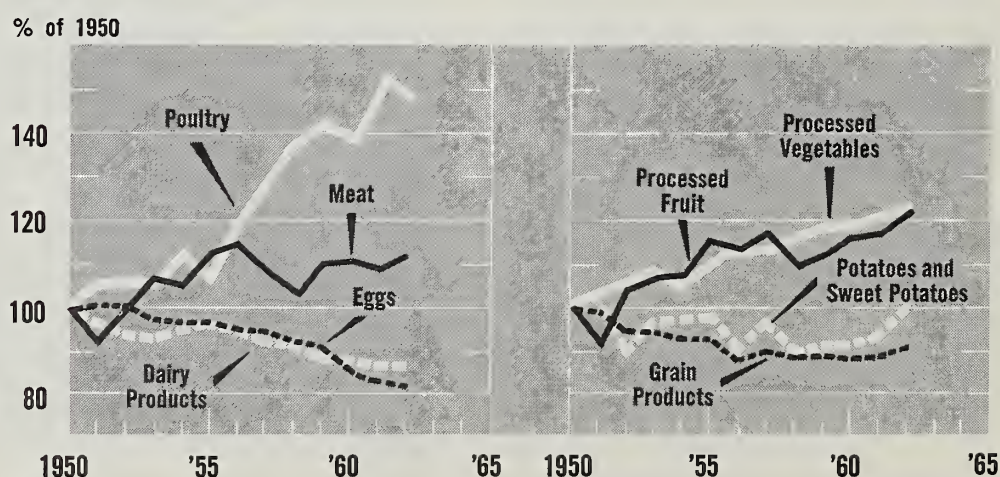 % of 1950
140
120
100
80
Poultry
Meat
Eggs
Dairy
Products
1950 '55 '60 '65
Processed
Vegetables
Processed
Fruit
Potatoes and
Sweet Potatoes
Grain
Products
1950 '55 '60 '65